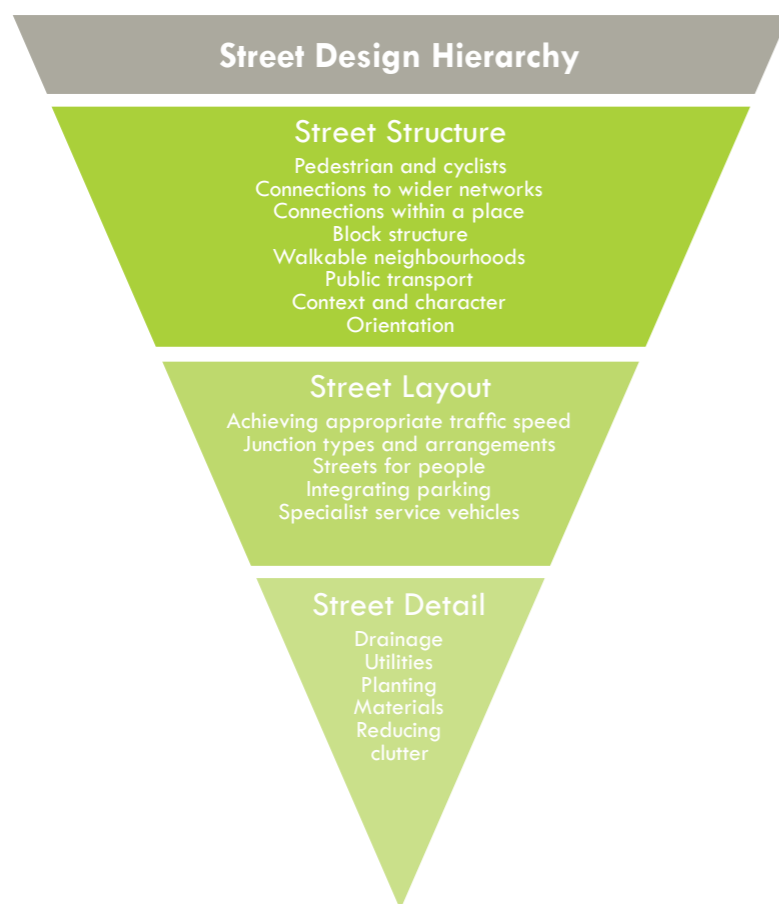 Street Design Hierarchy
Street Structure
Pedestrian and cyclists
Connections to wider networks
Connections within a place
Block structure
Walkable neighbourhoods
Public transport
Context and character
Orientation
Street Layout
Achieving appropriate traffic speed
Junction types and arrangements
Streets for people
Integrating parking
Specialist service vehicles
Street Detail
Drainage
Utilities
Planting
Materials
Reducing
clutter